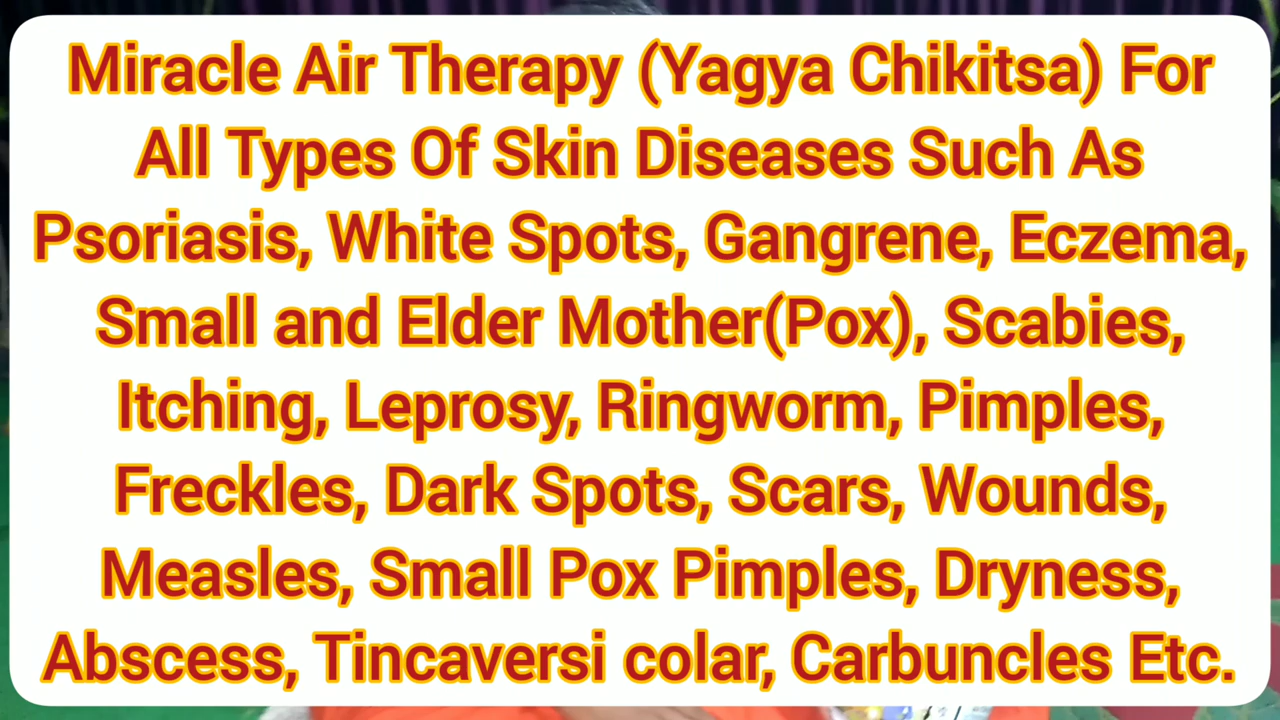 Miracle Air Therapy (Yagya Chikitsa) For
All Types Of Skin Diseases Such As
Psoriasis, White Spots, Gangrene, Eczema,
Small and Elder Mother(Pox), Scabies,
Itching, Leprosy, Ringworm, Pimples,
Freckles, Dark Spots, Scars, Wounds,
Measles, Small Pox Pimples, Dryness,
Abscess, Tincaversi colar, Carbuncles Etc.